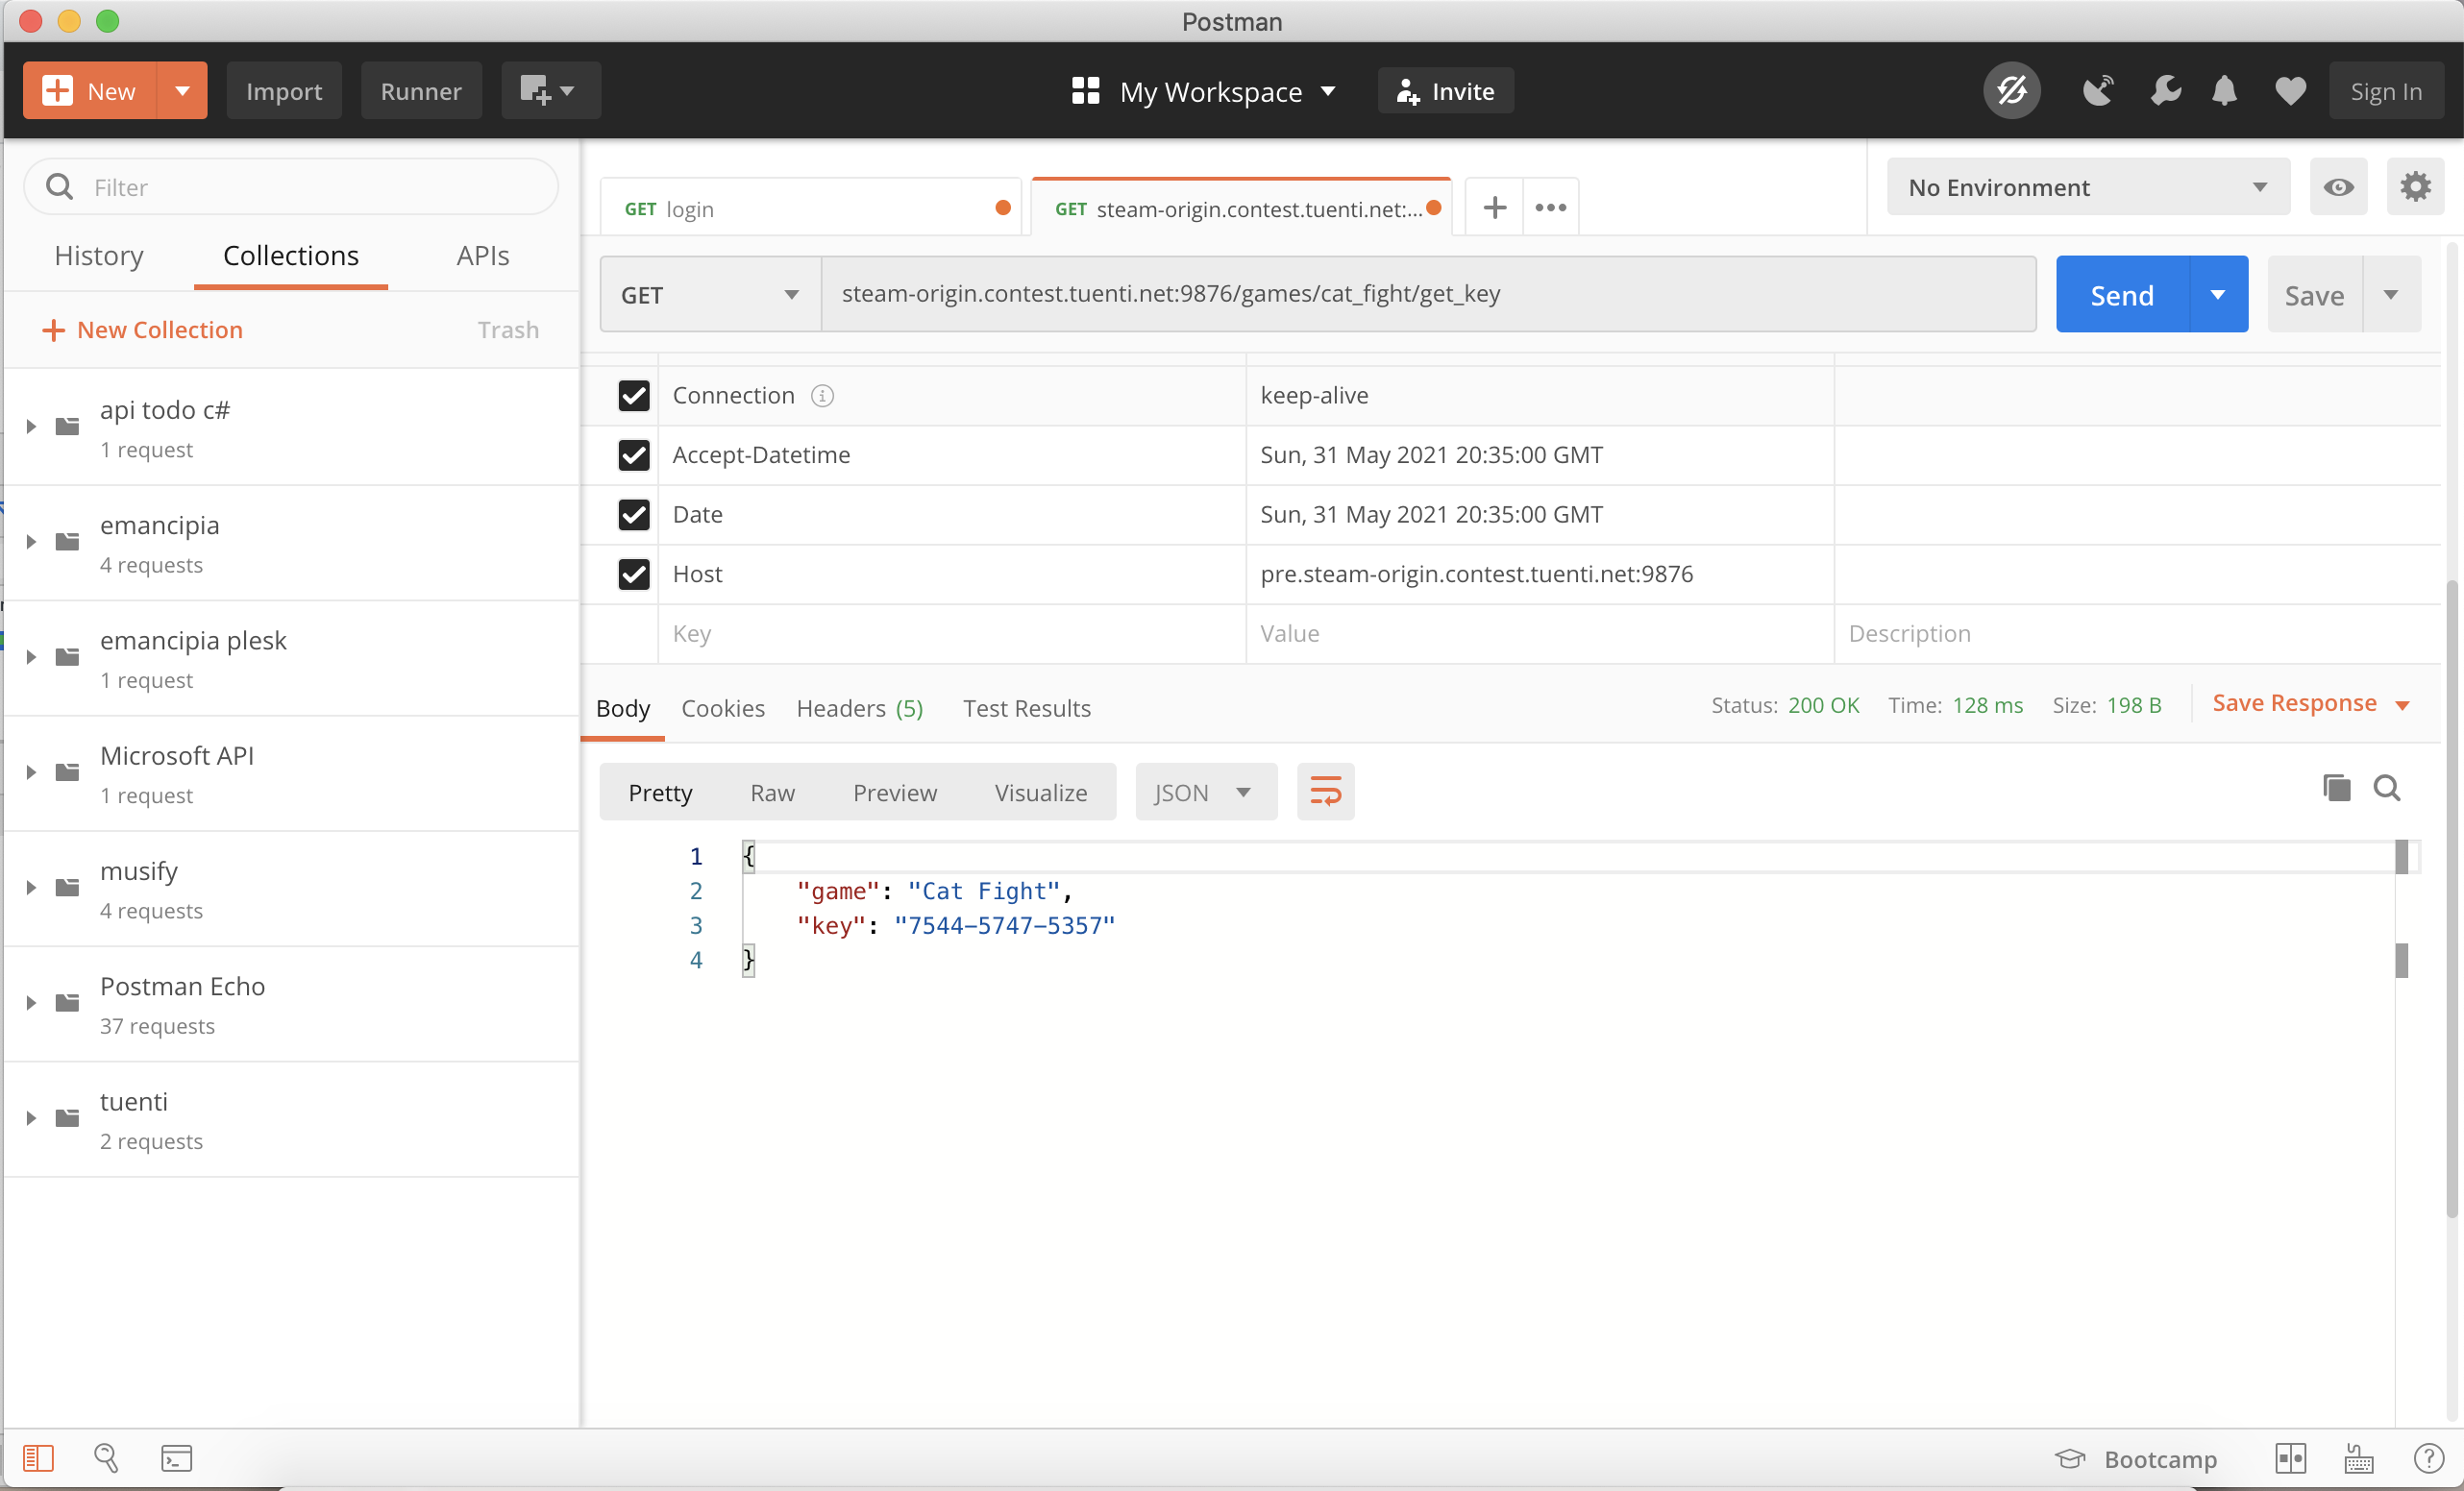 Postman
New
Import
Runner
My Workspace
Invite
Sign In
Filter
History
Collections
APIs
New Collection
Trash
api todo c#
1 request
emancipia
4 requests
emancipia plesk
1 request
Microsoft API
1 request
musify
4 requests
Postman Echo
37 requests
tuenti
2 requests
GET login
GET steam-origin.contest.tuenti.net:...
No Environment
GET
steam-origin.contest.tuenti.net:9876/games/cat_fight/get_key
Send
Save
Connection keep-alive
Accept-Datetime Sun, 31 May 2021 20:35:00 GMT
Date Sun, 31 May 2021 20:35:00 GMT
Host pre.steam-origin.contest.tuenti.net:9876
Key Value Description
Body Cookies Headers (5) Test Results
Status: 200 OK Time: 128 ms Size: 198 B Save Response
Pretty Raw Preview Visualize JSON
1 {
2 "game": "Cat Fight",
3 "key": "7544-5747-5357"
4 }
Bootcamp